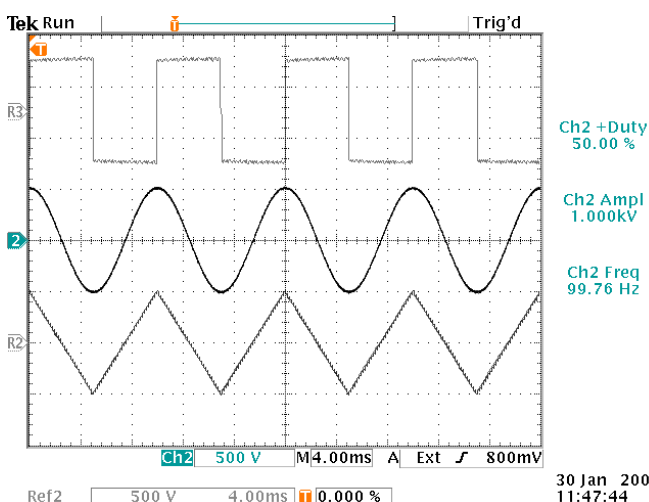 Tek Run T Trig'd
T
R3
Ch2 +Duty
50.00 %
Ch2 Ampl
1.000kV
2
Ch2 Freq
99.76 Hz
R2
Ch2 500 V M 4.00ms A Ext 800mV
Ref2 500 V 4.00ms T 0.000 %
30 Jan 200
11:47:44